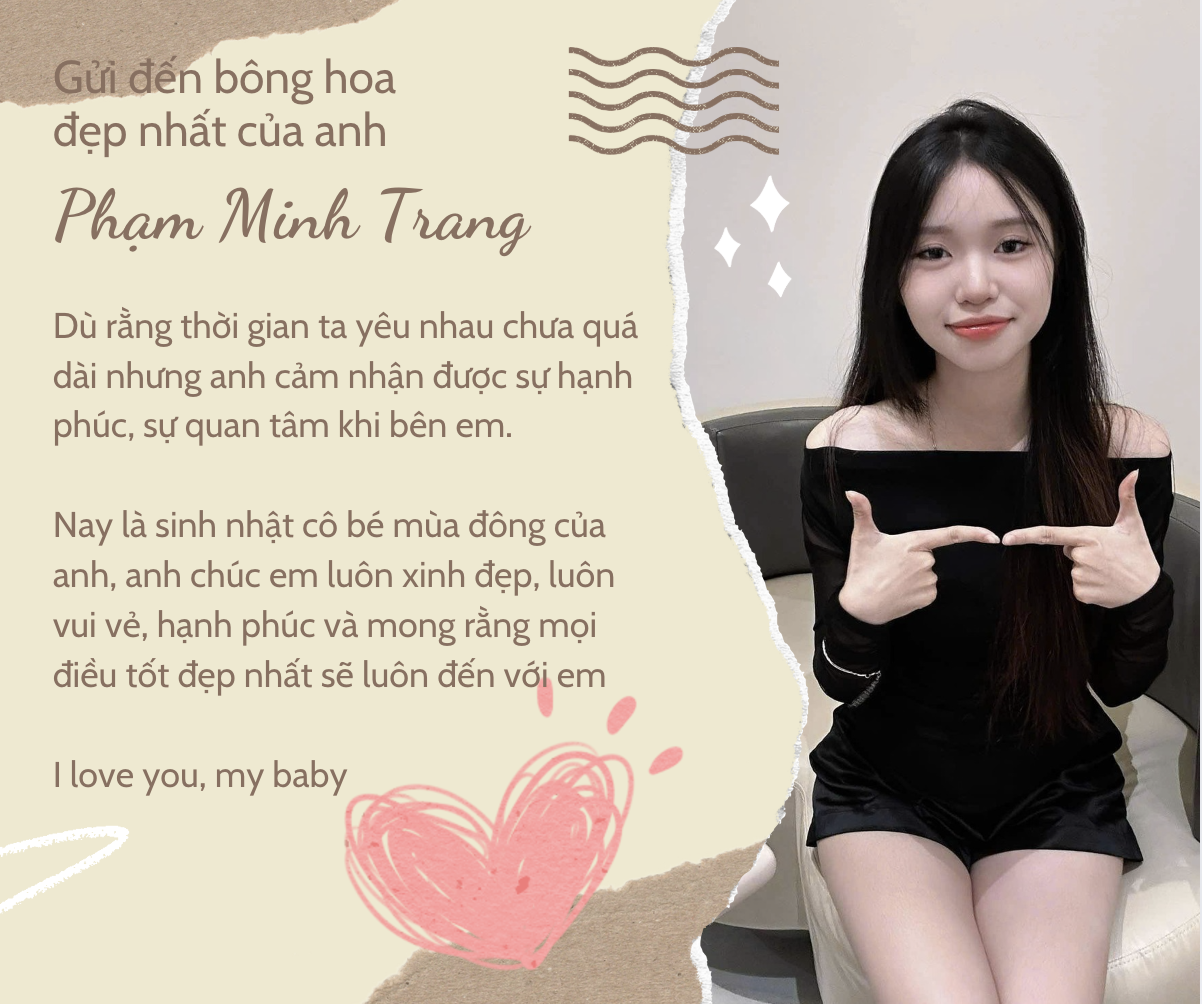 Gửi đến bông hoa
đẹp nhất của anh
Phạm Minh Trang
Dù rằng thời gian ta yêu nhau chưa quá
dài nhưng anh cảm nhận được sự hạnh
phúc, sự quan tâm khi bên em.
Nay là sinh nhật cô bé mùa đông của
anh, anh chúc em luôn xinh đẹp, luôn
vui vẻ, hạnh phúc và mong rằng mọi
điều tốt đẹp nhất sẽ luôn đến với em
I love you, my baby